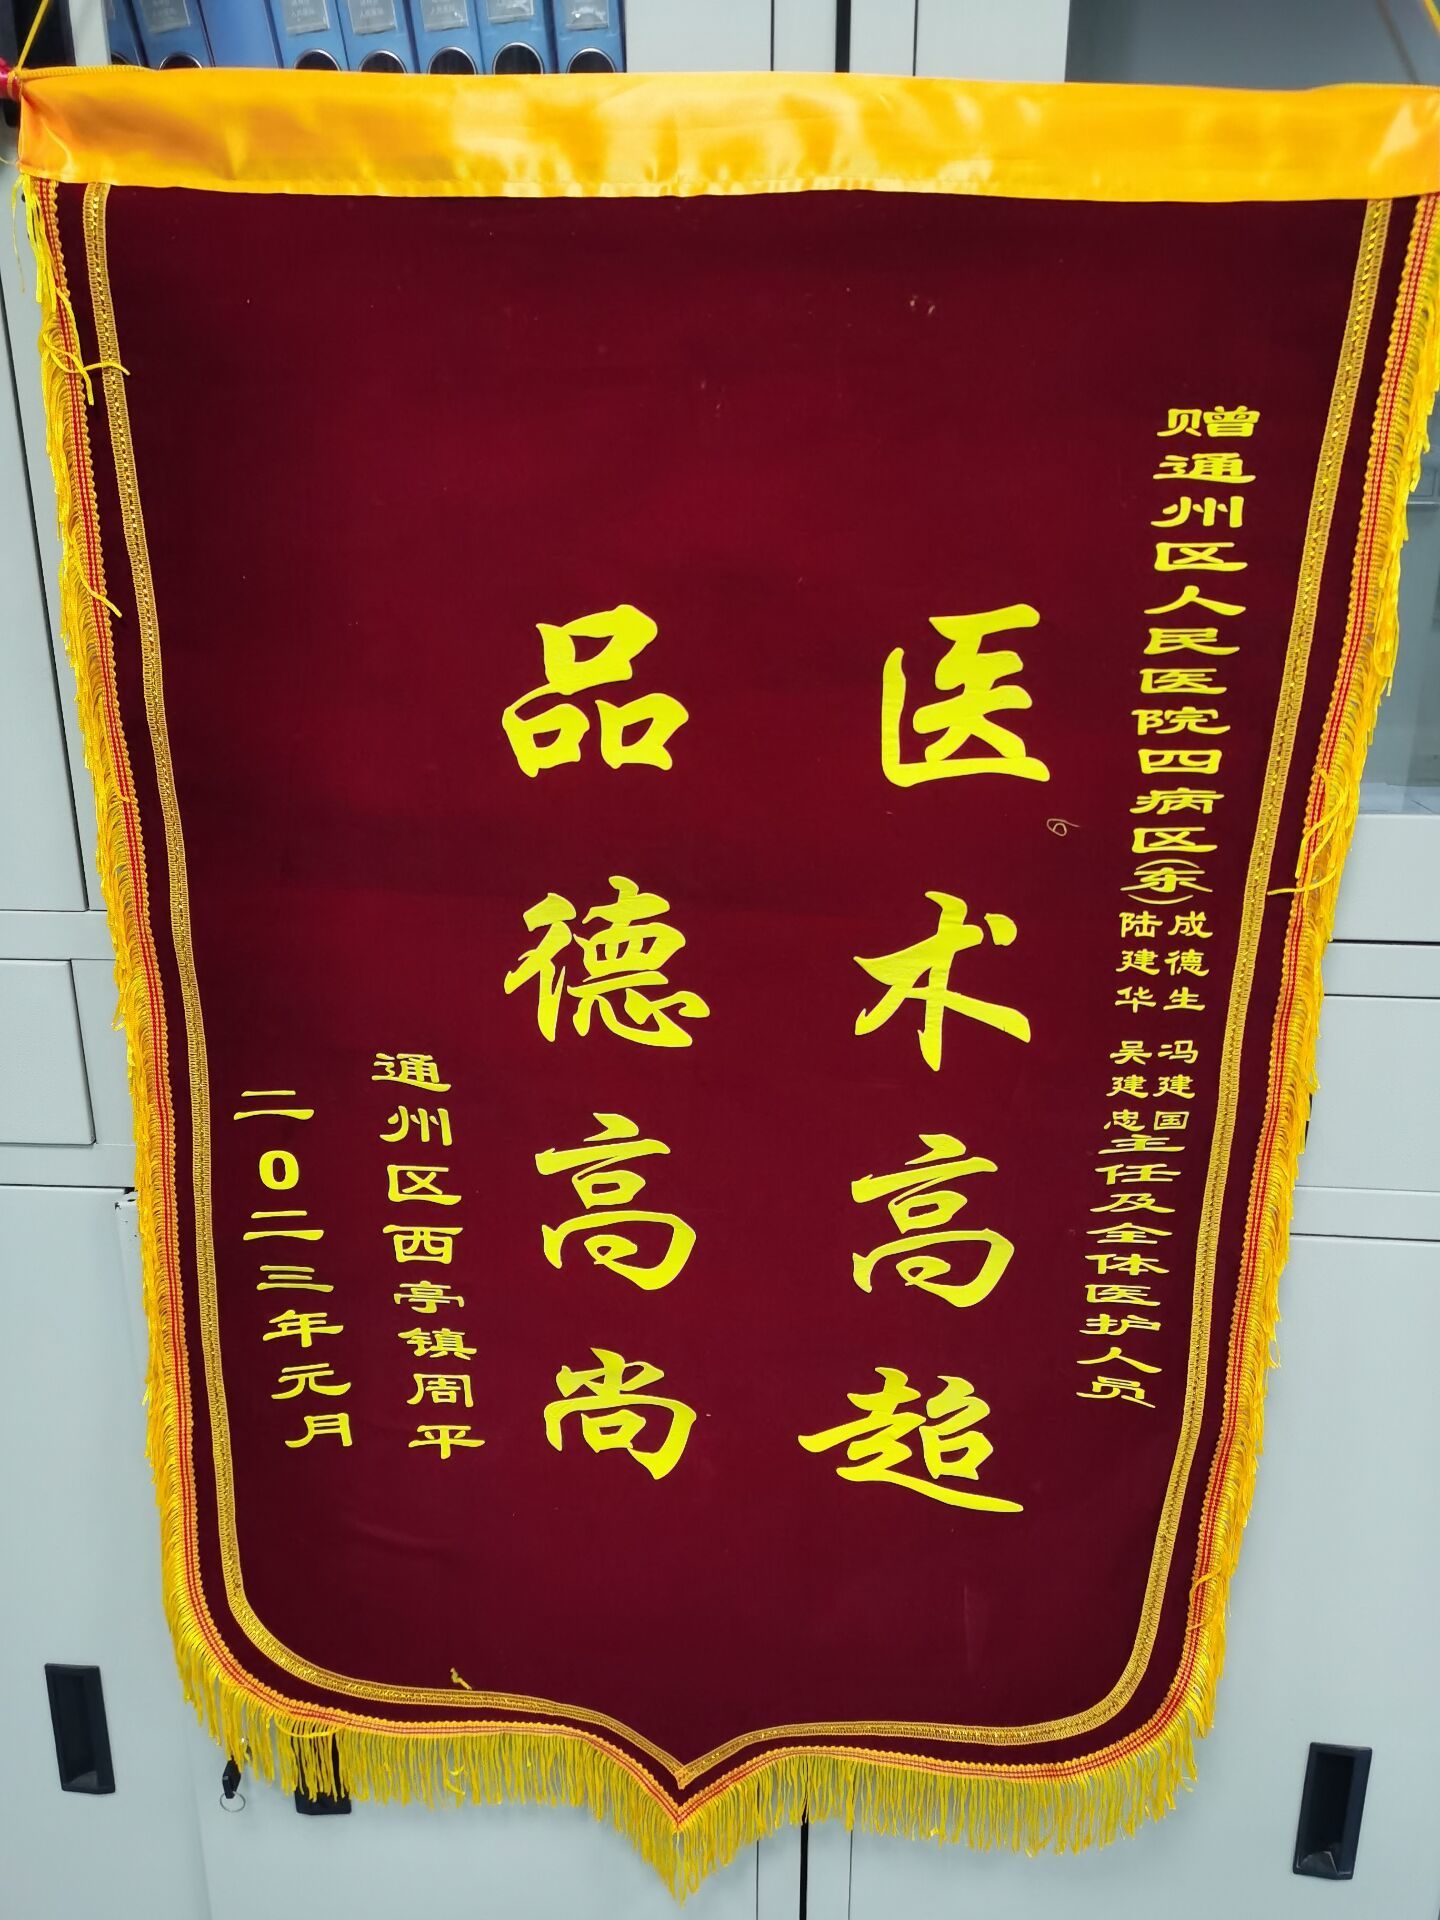 赠通州区人民医院四病区(东)
成德生 冯建国
陆建华 吴建忠
主任及全体医护人员
医术高超
品德高尚
通州区西亭镇周平
二0二三年元月